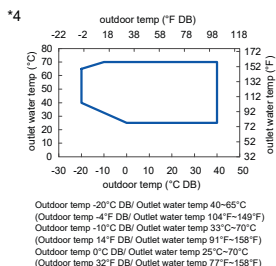 *4
outdoor temp (°F DB)
-22 -2 18 38 58 78 98 118
outlet water temp (°C)
80
70
60
50
40
30
20
10
0
172
152
132
112
92
72
52
32
outlet water temp (°F)
-30 -20 -10 0 10 20 30 40 50
outdoor temp (°C DB)
Outdoor temp -20°C DB/ Outlet water temp 40~65°C
(Outdoor temp -4°F DB/ Outlet water temp 104°F~149°F)
Outdoor temp -10°C DB/ Outlet water temp 33°C~70°C
(Outdoor temp 14°F DB/ Outlet water temp 91°F~158°F)
Outdoor temp 0°C DB/ Outlet water temp 25°C~70°C
(Outdoor temp 32°F DB/ Outlet water temp 77°F~158°F)